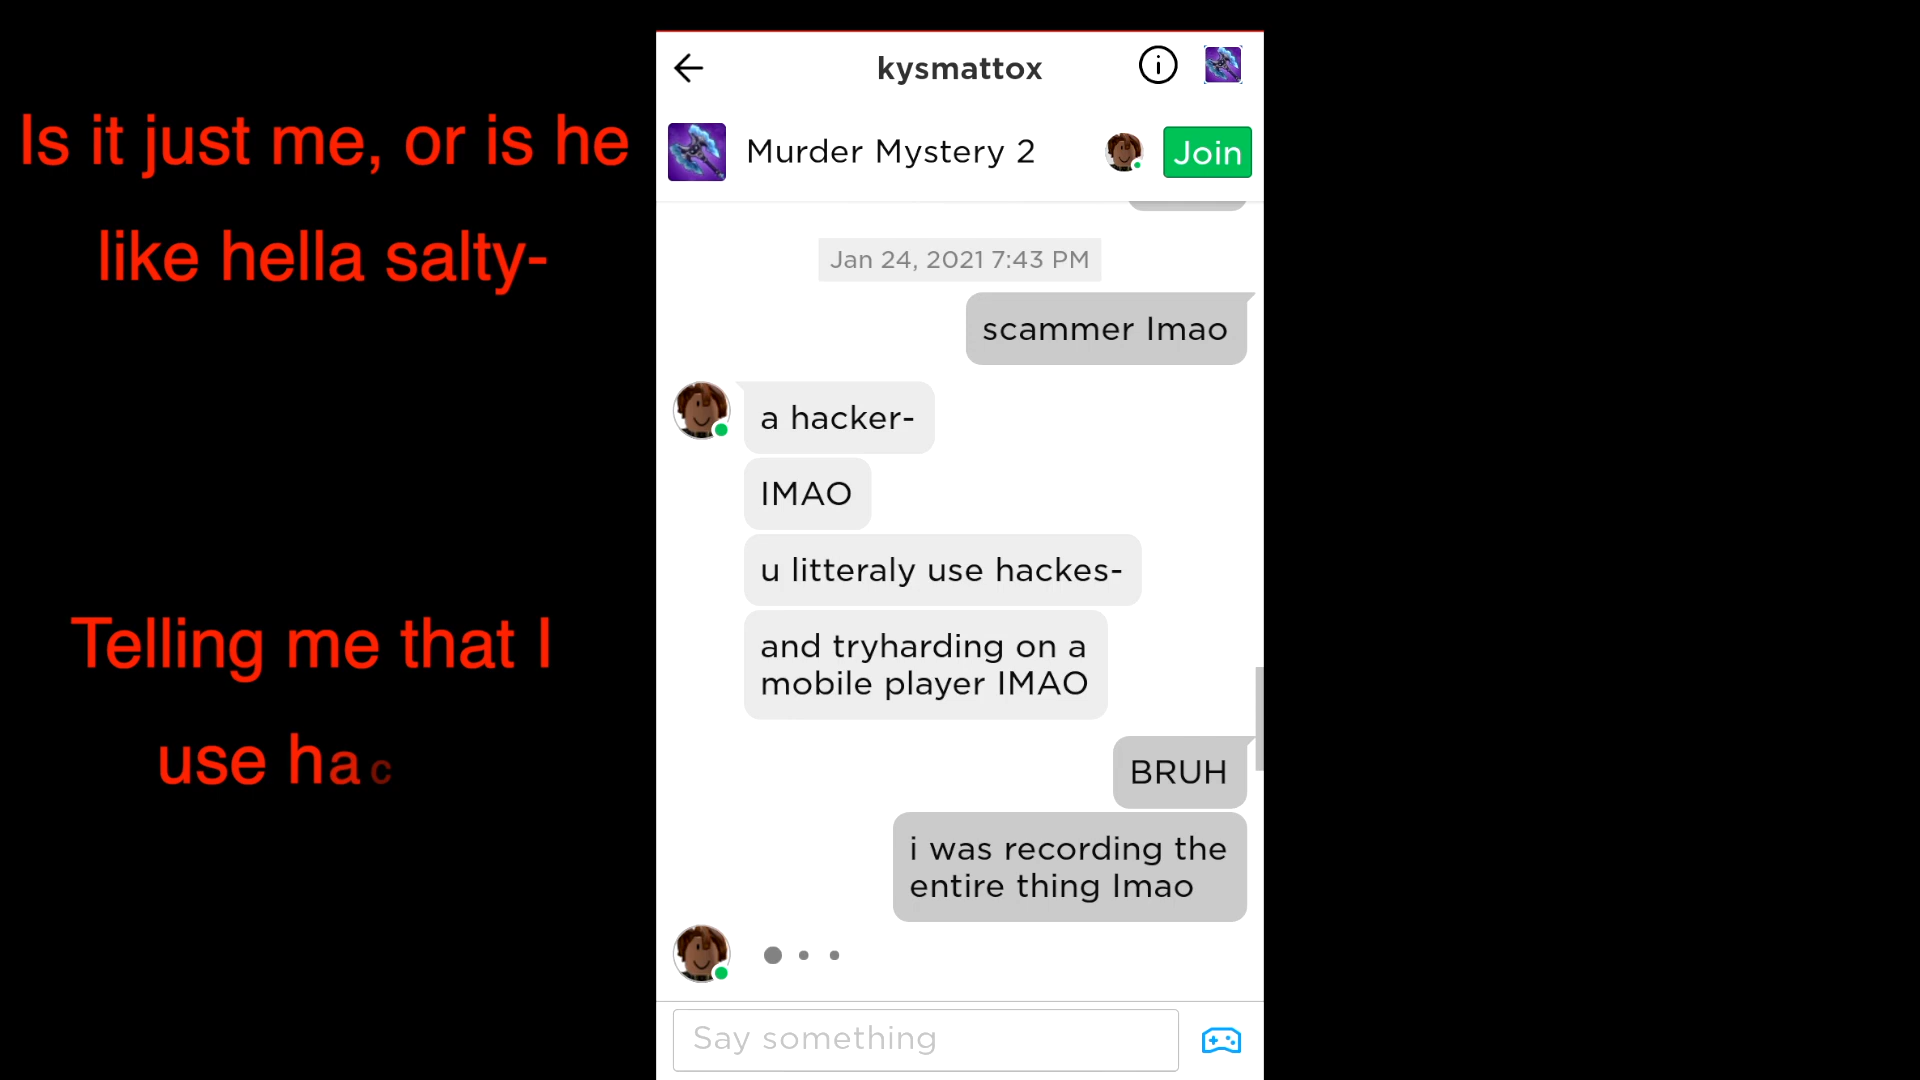 Is it just me, or is he
like hella salty-
Telling me that I
use hac
kysmattox
Murder Mystery 2
Join
Jan 24, 2021 7:43 PM
scammer lmao
a hacker-
lMAO
u litteraly use hackes-
and tryharding on a
mobile player lMAO
BRUH
i was recording the
entire thing lmao
Say something